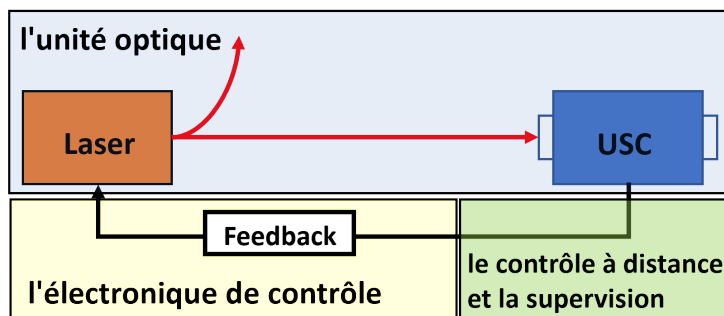 l'unité optique
Laser
USC
Feedback
l'électronique de contrôle
le contrôle à distance
et la supervision